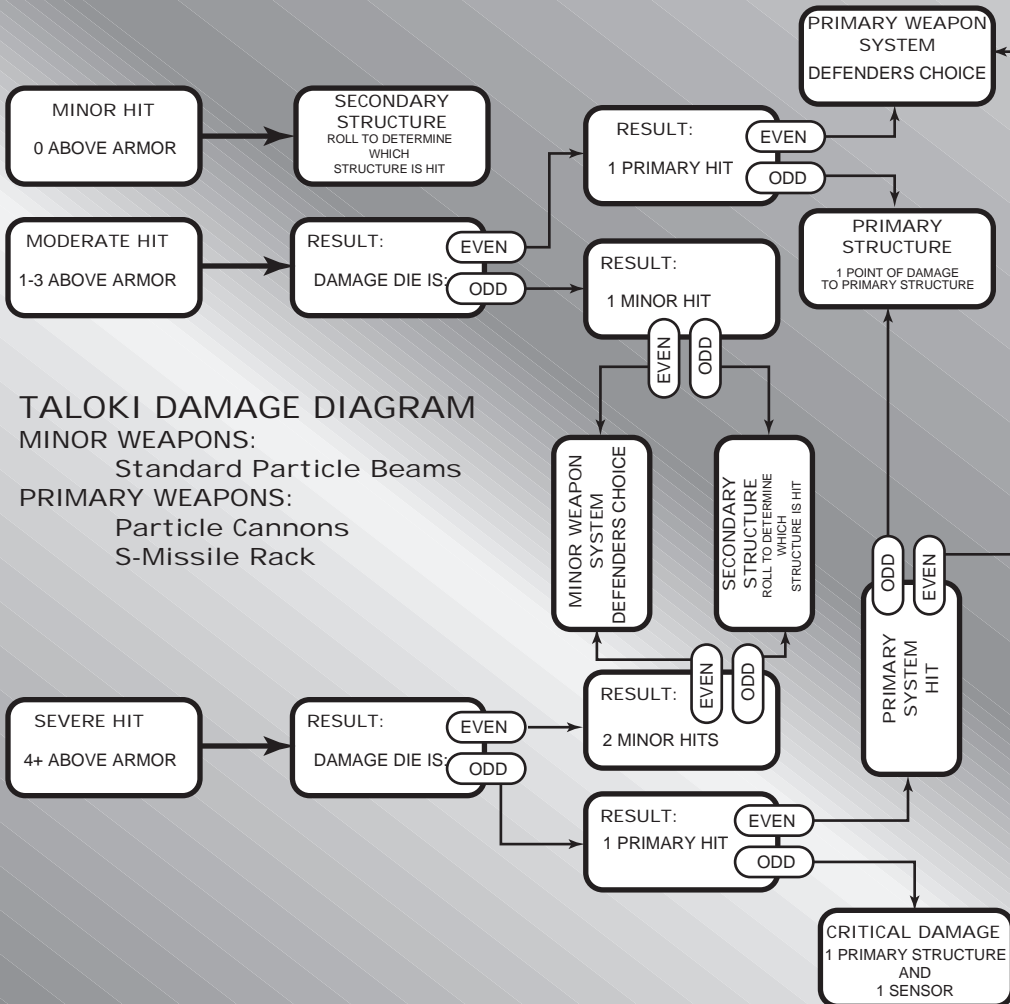 PRIMARY WEAPON
SYSTEM
DEFENDERS CHOICE
MINOR HIT
0 ABOVE ARMOR
SECONDARY
STRUCTURE
ROLL TO DETERMINE
WHICH
STRUCTURE IS HIT
RESULT:
1 PRIMARY HIT
EVEN
ODD
MODERATE HIT
1-3 ABOVE ARMOR
RESULT:
DAMAGE DIE IS:
EVEN
ODD
RESULT:
1 MINOR HIT
EVEN
ODD
PRIMARY
STRUCTURE
1 POINT OF DAMAGE
TO PRIMARY STRUCTURE
TALOKI DAMAGE DIAGRAM
MINOR WEAPONS:
Standard Particle Beams
PRIMARY WEAPONS:
Particle Cannons
S-Missile Rack
MINOR WEAPON
SYSTEM
DEFENDERS CHOICE
SECONDARY
STRUCTURE
ROLL TO DETERMINE
WHICH
STRUCTURE IS HIT
ODD
EVEN
PRIMARY
SYSTEM
HIT
SEVERE HIT
4+ ABOVE ARMOR
RESULT:
DAMAGE DIE IS:
EVEN
ODD
RESULT:
2 MINOR HITS
EVEN
ODD
RESULT:
1 PRIMARY HIT
EVEN
ODD
CRITICAL DAMAGE
1 PRIMARY STRUCTURE
AND
1 SENSOR